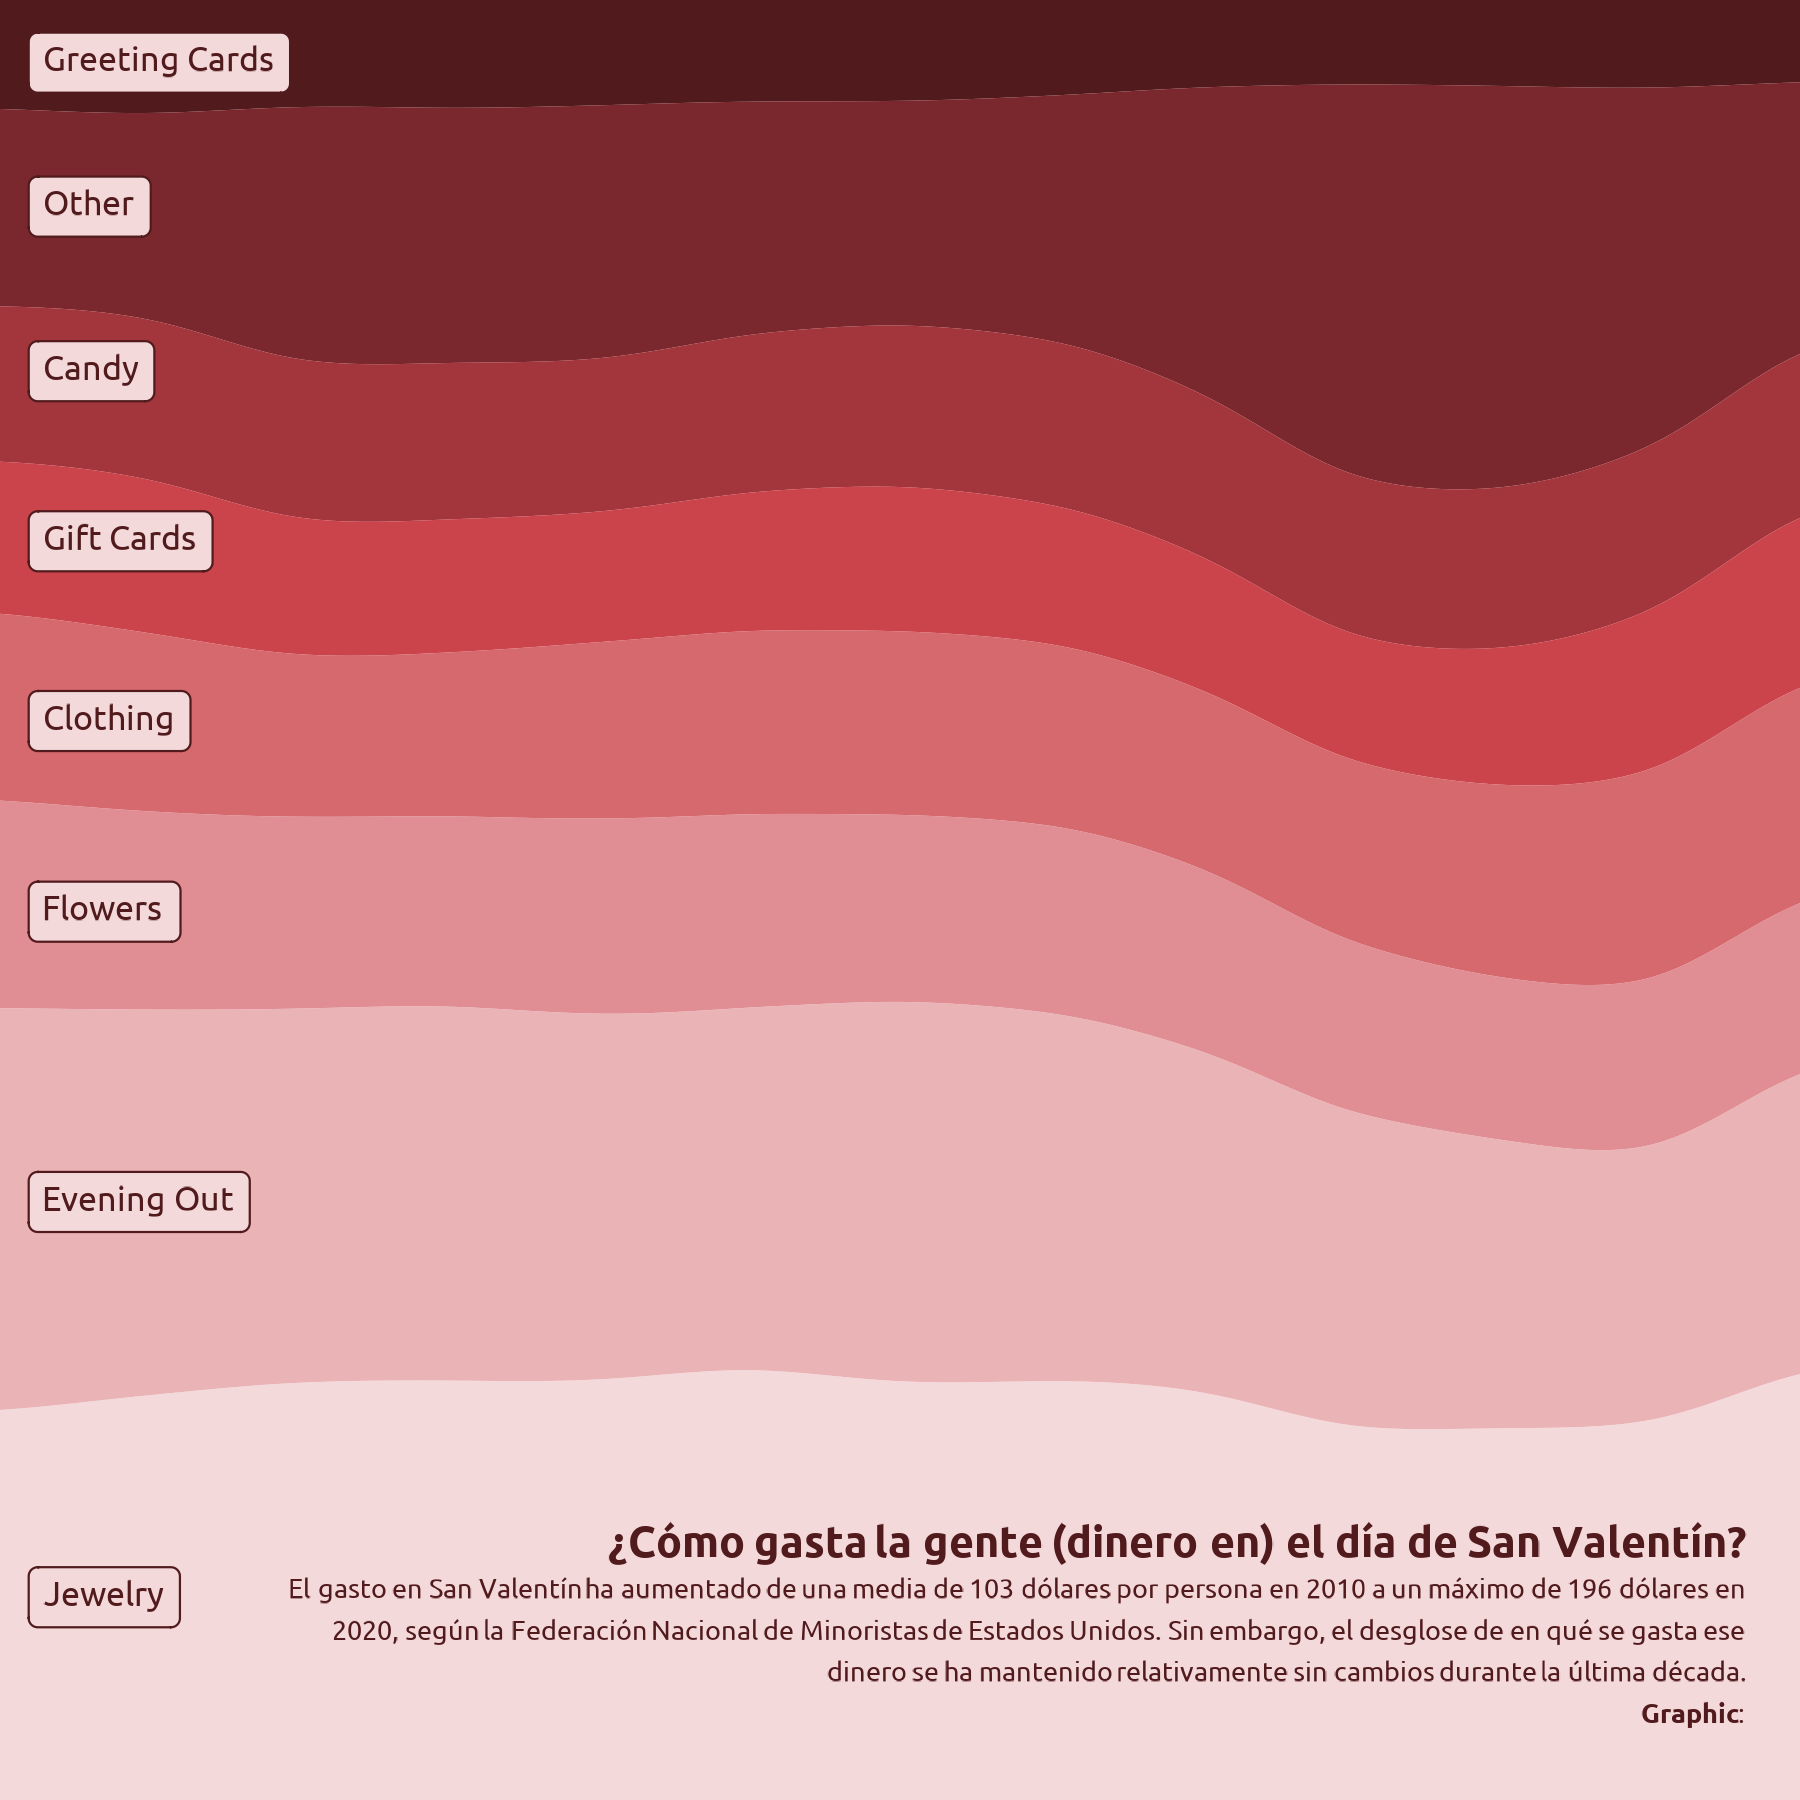 Greeting Cards
Other
Candy
Gift Cards
Clothing
Flowers
Evening Out
Jewelry
¿Cómo gasta la gente (dinero en) el día de San Valentín?
El gasto en San Valentín ha aumentado de una media de 103 dólares por persona en 2010 a un máximo de 196 dólares en
2020, según la Federación Nacional de Minoristas de Estados Unidos. Sin embargo, el desglose de en qué se gasta ese
dinero se ha mantenido relativamente sin cambios durante la última década.
Graphic: